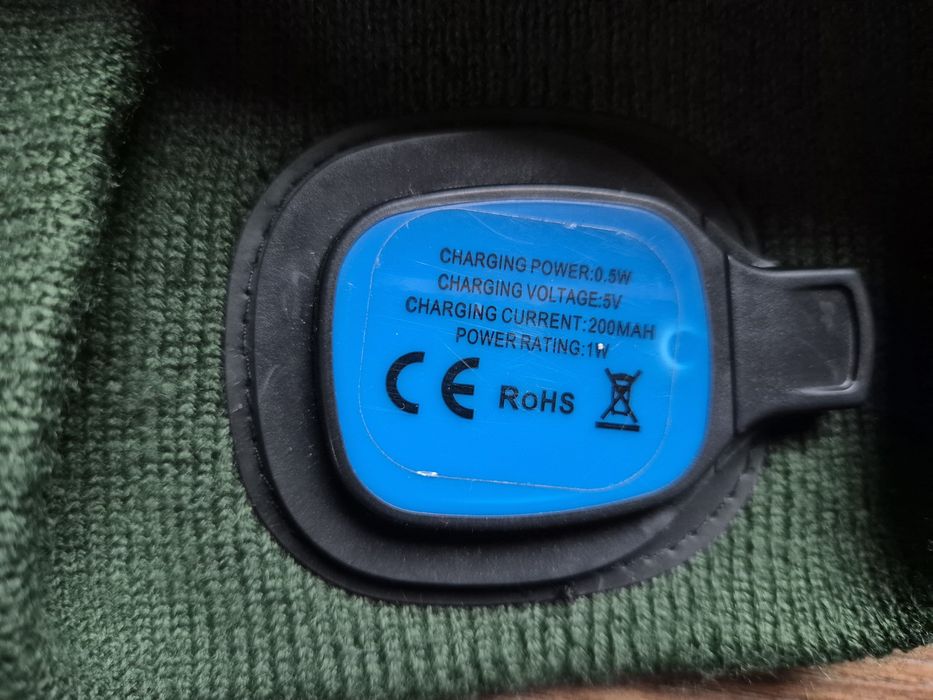 CHARGING POWER:0.5W
CHARGING VOLTAGE:5V
CHARGING CURRENT:200MAH
POWER RATING:1W
CE RoHS